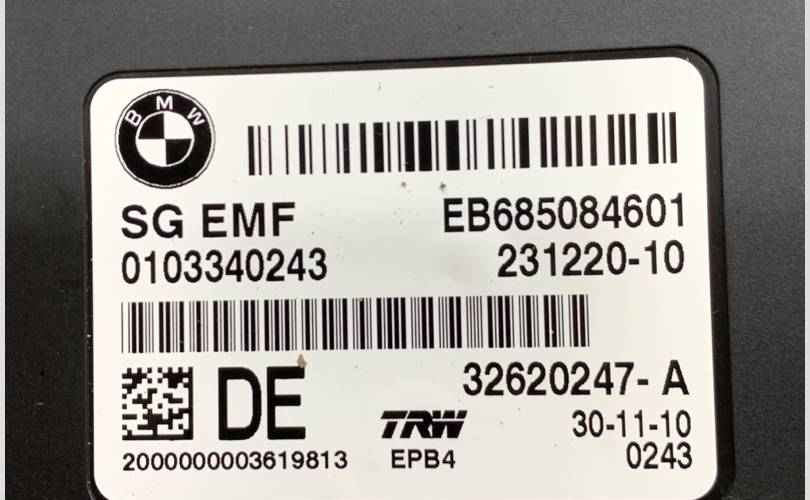 BMW
SG EMF EB685084601
0103340243 231220-10
DE 32620247- A
TRW 30-11-10
2000000003619813 EPB4 0243